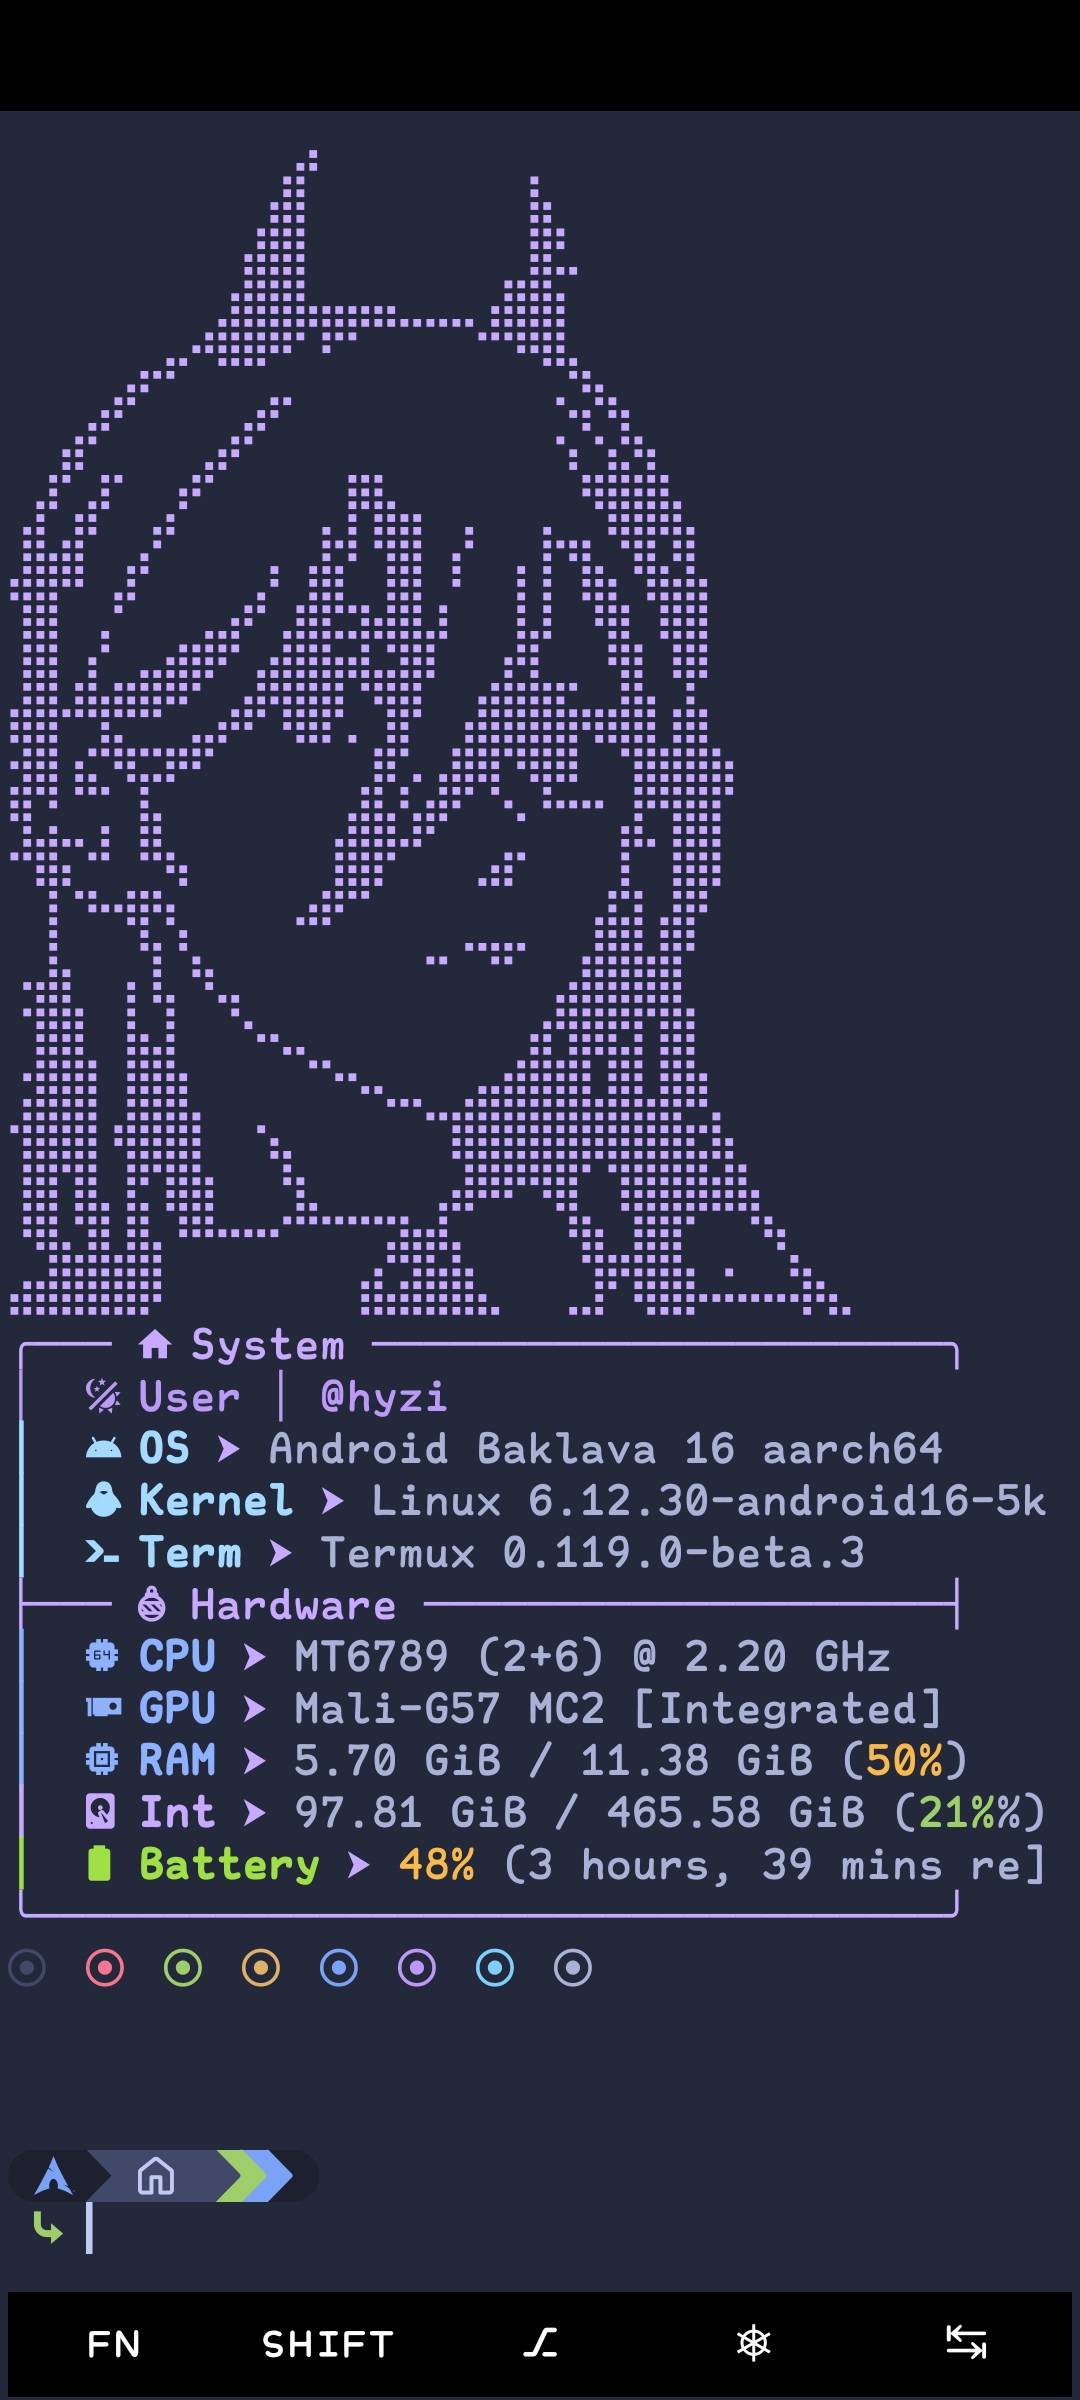 System
User │ @hyzi
OS ➤ Android Baklava 16 aarch64
Kernel ➤ Linux 6.12.30-android16-5k
Term ➤ Termux 0.119.0-beta.3
Hardware
CPU ➤ MT6789 (2+6) @ 2.20 GHz
GPU ➤ Mali-G57 MC2 [Integrated]
RAM ➤ 5.70 GiB / 11.38 GiB (50%)
Int ➤ 97.81 GiB / 465.58 GiB (21%%)
Battery ➤ 48% (3 hours, 39 mins re]
FN SHIFT